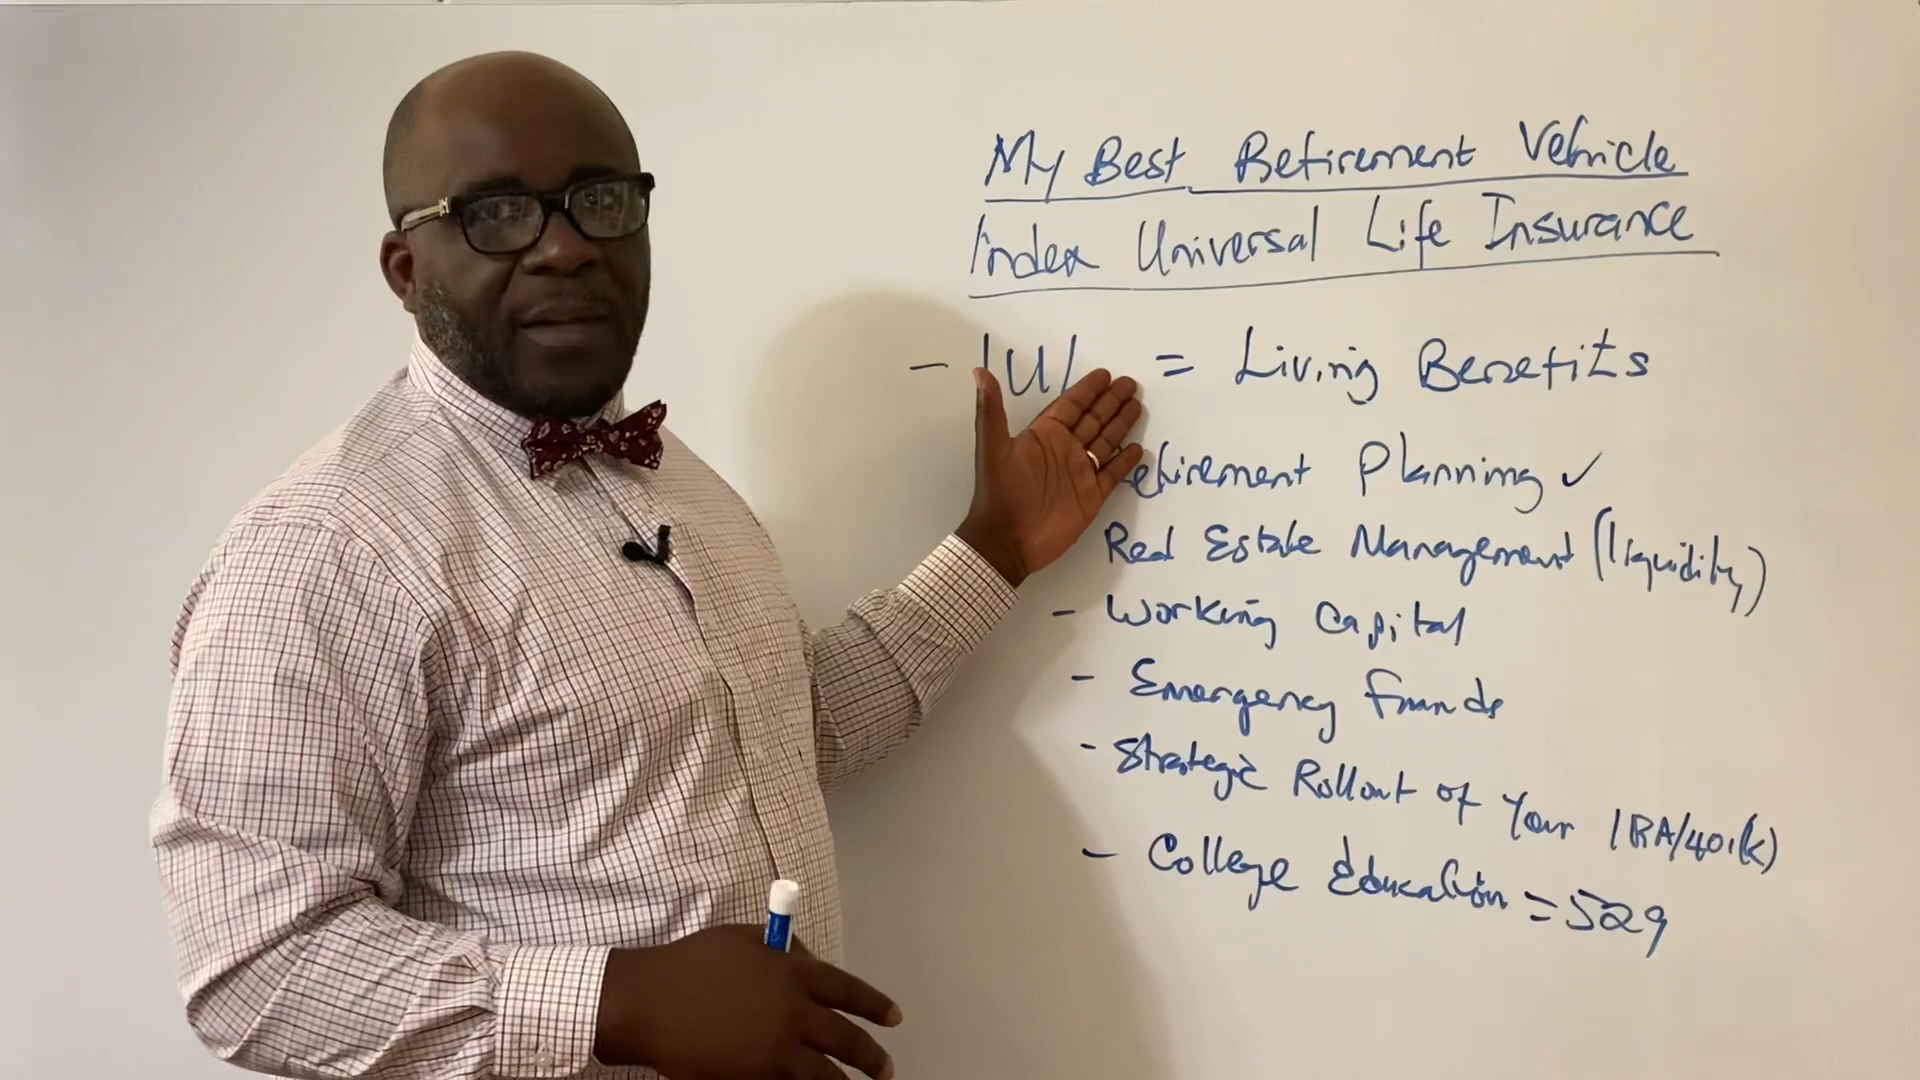 My Best Retirement Vehicle
Index Universal Life Insurance
- IUL = Living Benefits
etirement Planning ✓
Real Estate Management (liquidity)
- Working Capital
- Emergency Funds
- Strategic Rollout of Your IRA/401(k)
- College Education = 529